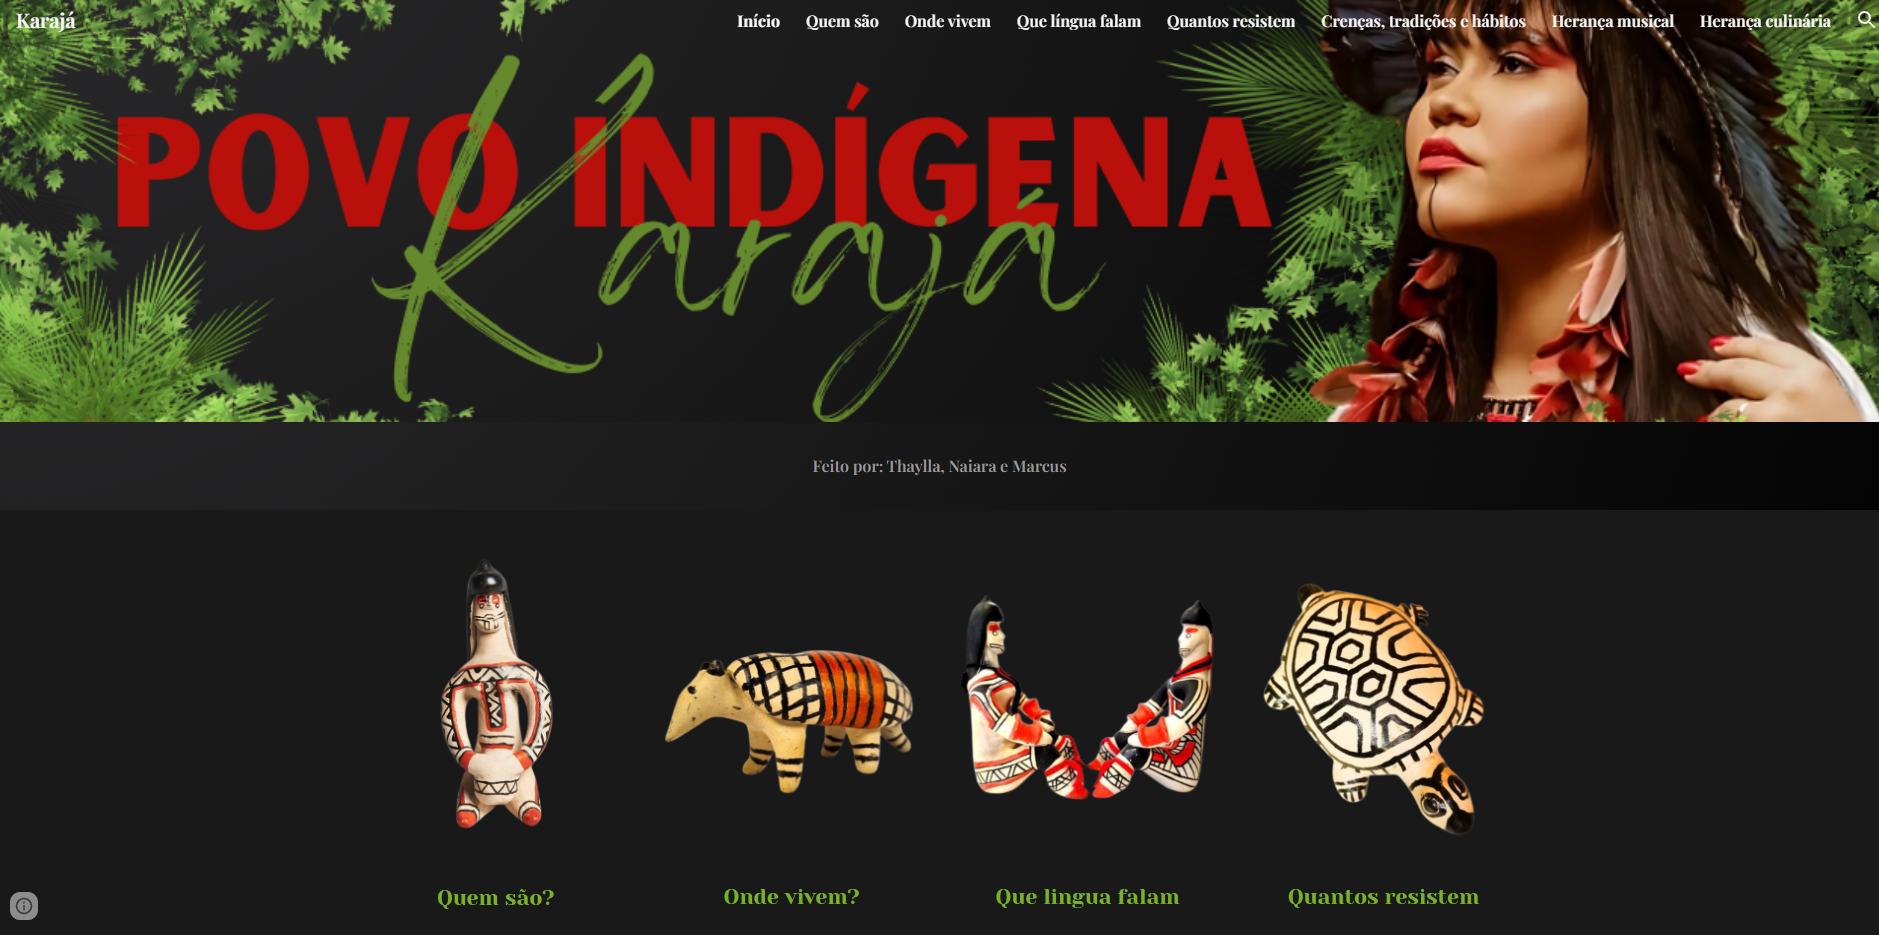 Karajá
Início Quem são Onde vivem Que língua falam Quantos resistem Crenças, tradições e hábitos Herança musical Herança culinária
POVO INDÍGENA
Karajá
Feito por: Thaylla, Naiara e Marcus
Quem são? Onde vivem? Que lingua falam Quantos resistem